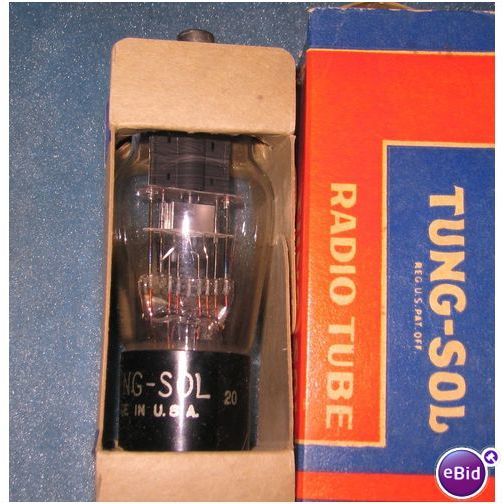 NG-SOL
E IN U.S.A.
20
TUNG-SOL
REG.U.S.PAT.OFF.
RADIO TUBE
eBid